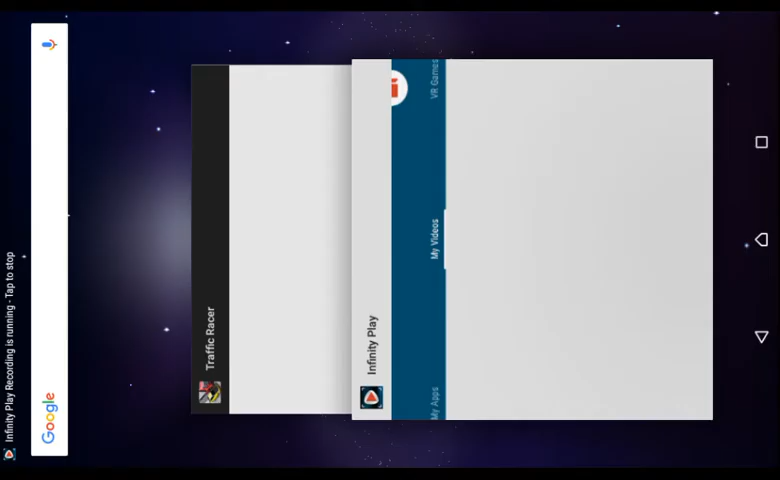 Infinity Play Recording is running - Tap to stop
Google
Traffic Racer
Infinity Play
My Apps
My Videos
VR Games